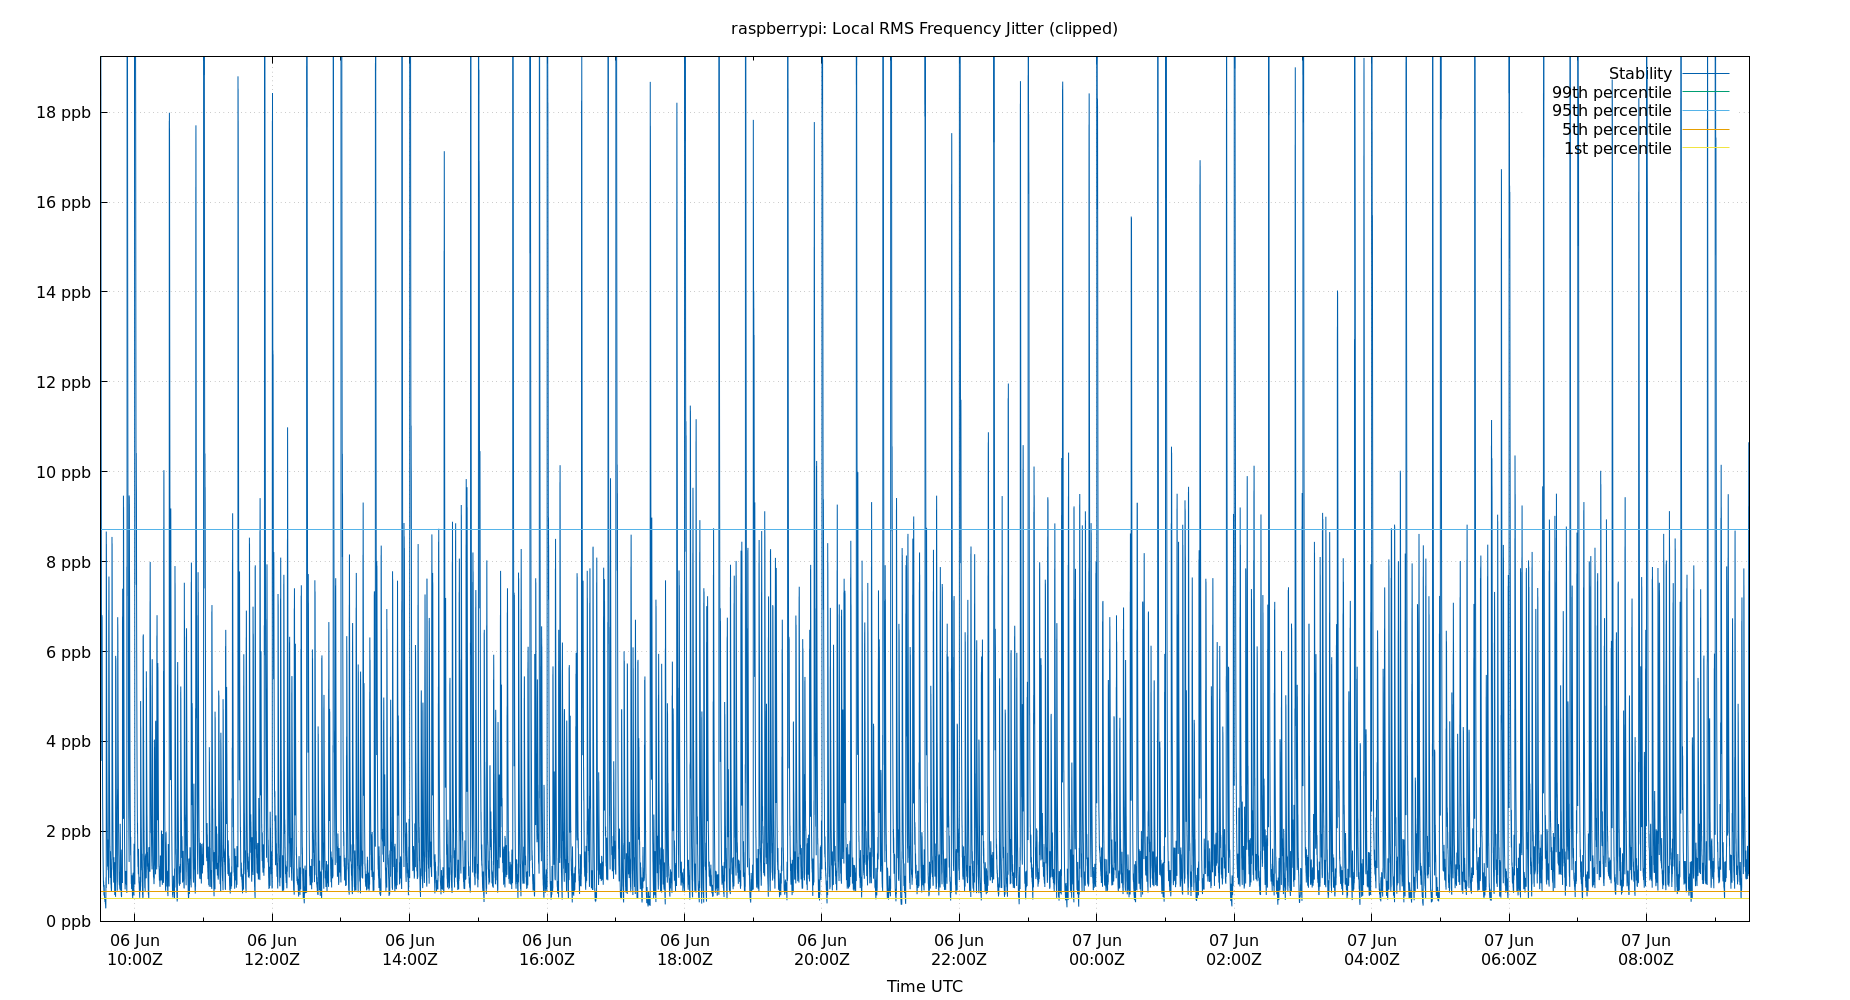 raspberrypi: Local RMS Frequency Jitter (clipped)
Stability
99th percentile
95th percentile
5th percentile
1st percentile
18 ppb
16 ppb
14 ppb
12 ppb
10 ppb
8 ppb
6 ppb
4 ppb
2 ppb
0 ppb
06 Jun 06 Jun 06 Jun 06 Jun 06 Jun 06 Jun 06 Jun 07 Jun 07 Jun 07 Jun 07 Jun 07 Jun
10:00Z 12:00Z 14:00Z 16:00Z 18:00Z 20:00Z 22:00Z 00:00Z 02:00Z 04:00Z 06:00Z 08:00Z
Time UTC